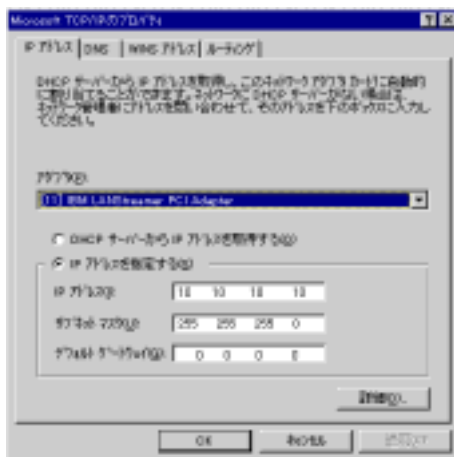 Microsoft TCP/IPのプロパティ
IP アドレス DNS WINS アドレス ルーティング
DHCP サーバーから IP アドレスを取得し、このネットワーク アダプタ カードに自動的
に割り当てることができます。ネットワークに DHCP サーバーがない場合は、
ネットワーク管理者にアドレスを問い合わせて、そのアドレスを下のボックスに入力し
てください。
アダプタ(P):
[1] IBM LANStreamer PCI Adapter
DHCP サーバーから IP アドレスを取得する(O)
IP アドレスを指定する(S)
IP アドレス(I): 10 10 10 10
サブネット マスク(U): 255 255 255 0
デフォルト ゲートウェイ(G): 0 0 0 0
詳細(D)...
OK キャンセル